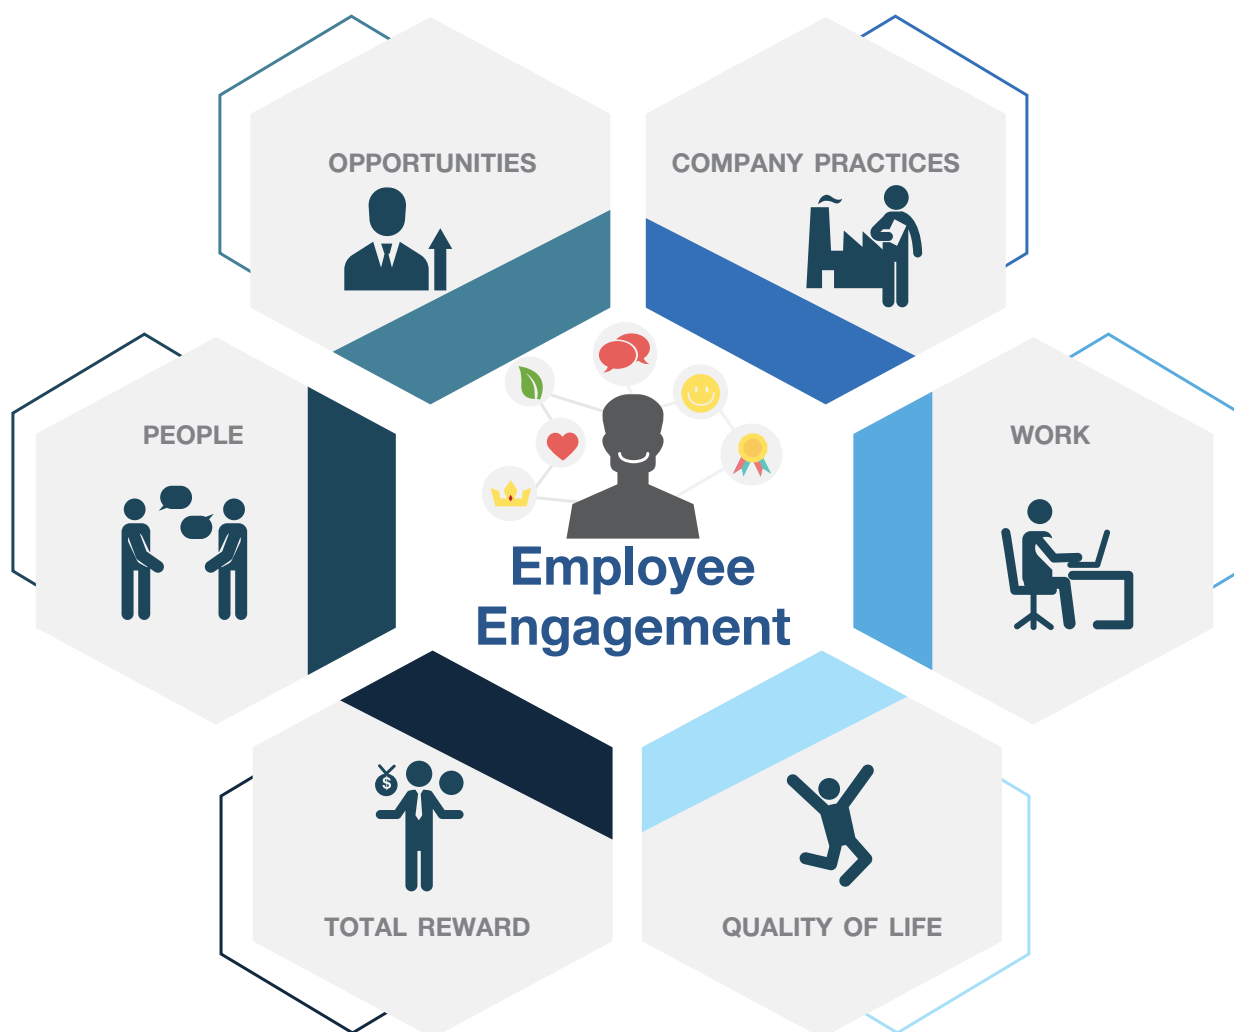 OPPORTUNITIES
COMPANY PRACTICES
PEOPLE
WORK
Employee
Engagement
$
TOTAL REWARD
QUALITY OF LIFE